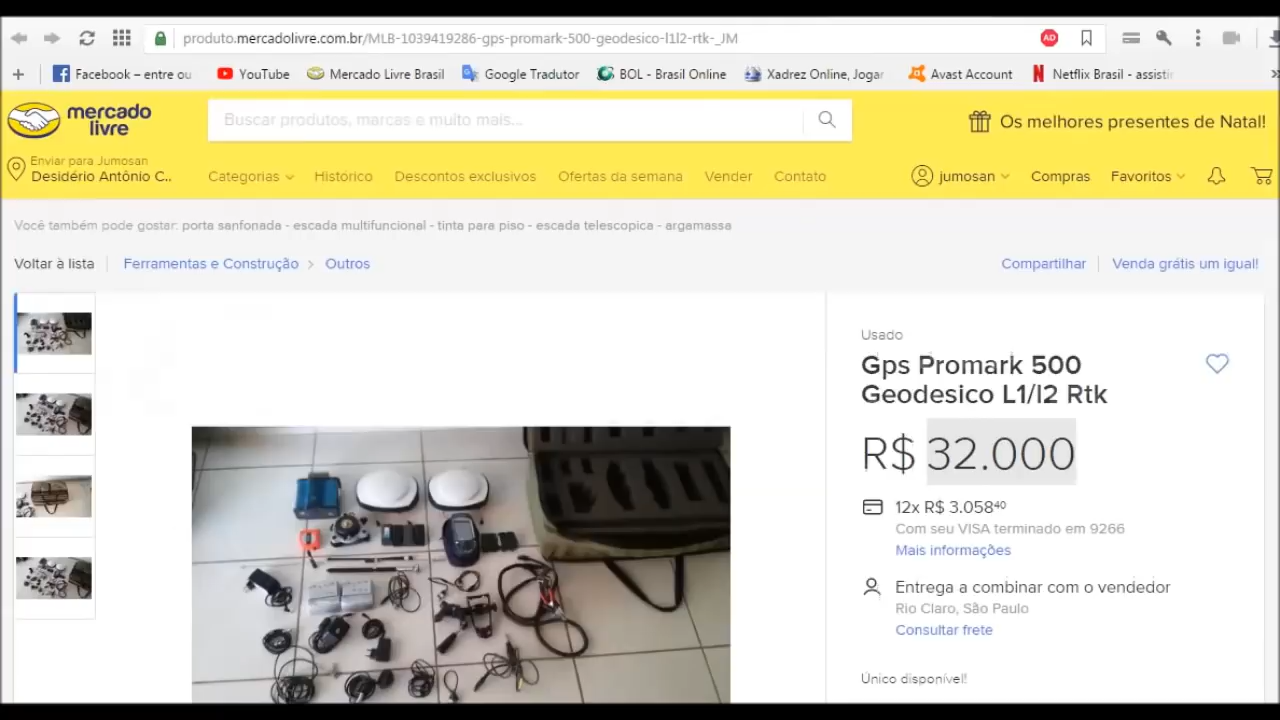 produto.mercadolivre.com.br/MLB-1039419286-gps-promark-500-geodesico-l1l2-rtk-_JM
AD
Facebook – entre ou
YouTube
Mercado Livre Brasil
Google Tradutor
BOL - Brasil Online
Xadrez Online, Jogar
Avast Account
Netflix Brasil - assistir
mercado
livre
Buscar produtos, marcas e muito mais...
Os melhores presentes de Natal!
Enviar para Jumosan
Desidério Antônio C..
Categorias
Histórico
Descontos exclusivos
Ofertas da semana
Vender
Contato
jumosan
Compras
Favoritos
Você também pode gostar: porta sanfonada - escada multifuncional - tinta para piso - escada telescopica - argamassa
Voltar à lista
Ferramentas e Construção > Outros
Compartilhar
Venda grátis um igual!
Usado
Gps Promark 500
Geodesico L1/l2 Rtk
R$ 32.000
12x R$ 3.058⁴⁰
Com seu VISA terminado em 9266
Mais informações
Entrega a combinar com o vendedor
Rio Claro, São Paulo
Consultar frete
Único disponível!